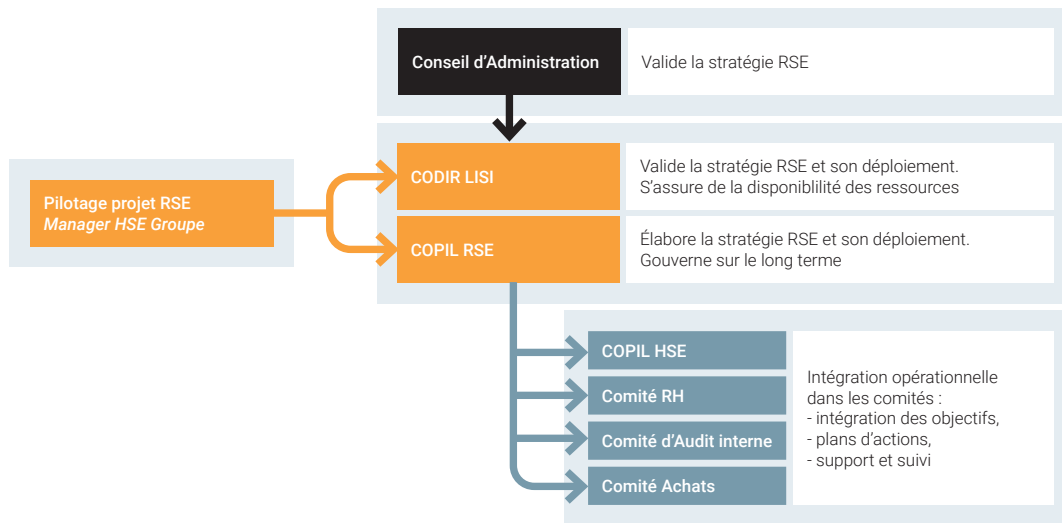 Conseil d’Administration
Valide la stratégie RSE
Pilotage projet RSE
Manager HSE Groupe
CODIR LISI
Valide la stratégie RSE et son déploiement.
S’assure de la disponiblilité des ressources
COPIL RSE
Élabore la stratégie RSE et son déploiement.
Gouverne sur le long terme
COPIL HSE
Comité RH
Comité d’Audit interne
Comité Achats
Intégration opérationnelle
dans les comités :
- intégration des objectifs,
- plans d’actions,
- support et suivi